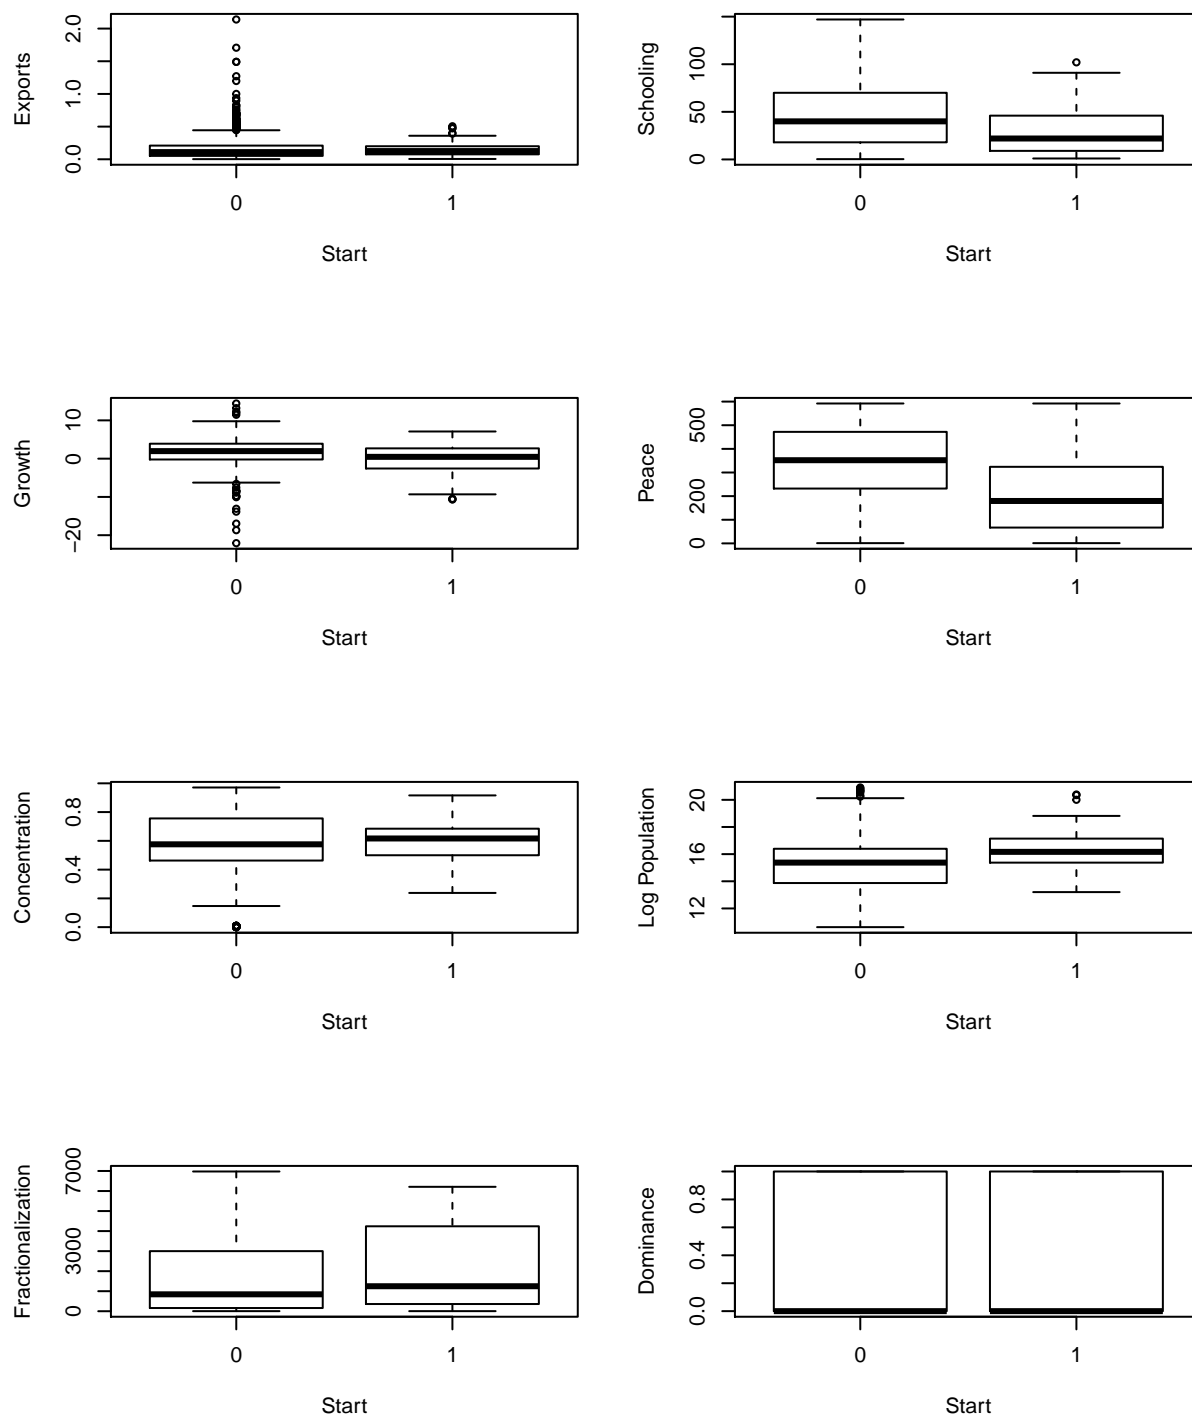 Exports
0.0 1.0 2.0
0 1
Start
Schooling
0 50 100
0 1
Start
Growth
−20 0 10
0 1
Start
Peace
0 200 500
0 1
Start
Concentration
0.0 0.4 0.8
0 1
Start
Log Population
12 16 20
0 1
Start
Fractionalization
0 3000 7000
0 1
Start
Dominance
0.0 0.4 0.8
0 1
Start